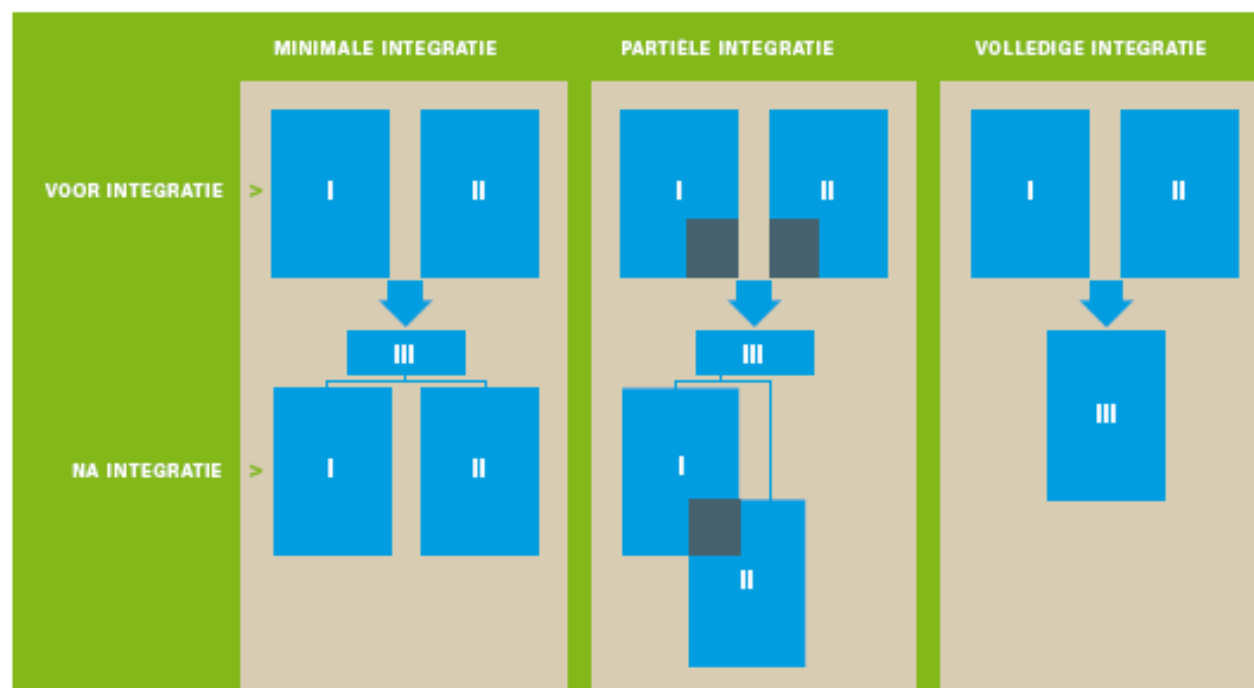 MINIMALE INTEGRATIE
PARTIËLE INTEGRATIE
VOLLEDIGE INTEGRATIE
VOOR INTEGRATIE >
I
II
I
II
I
II
III
III
III
NA INTEGRATIE >
I
II
I
II